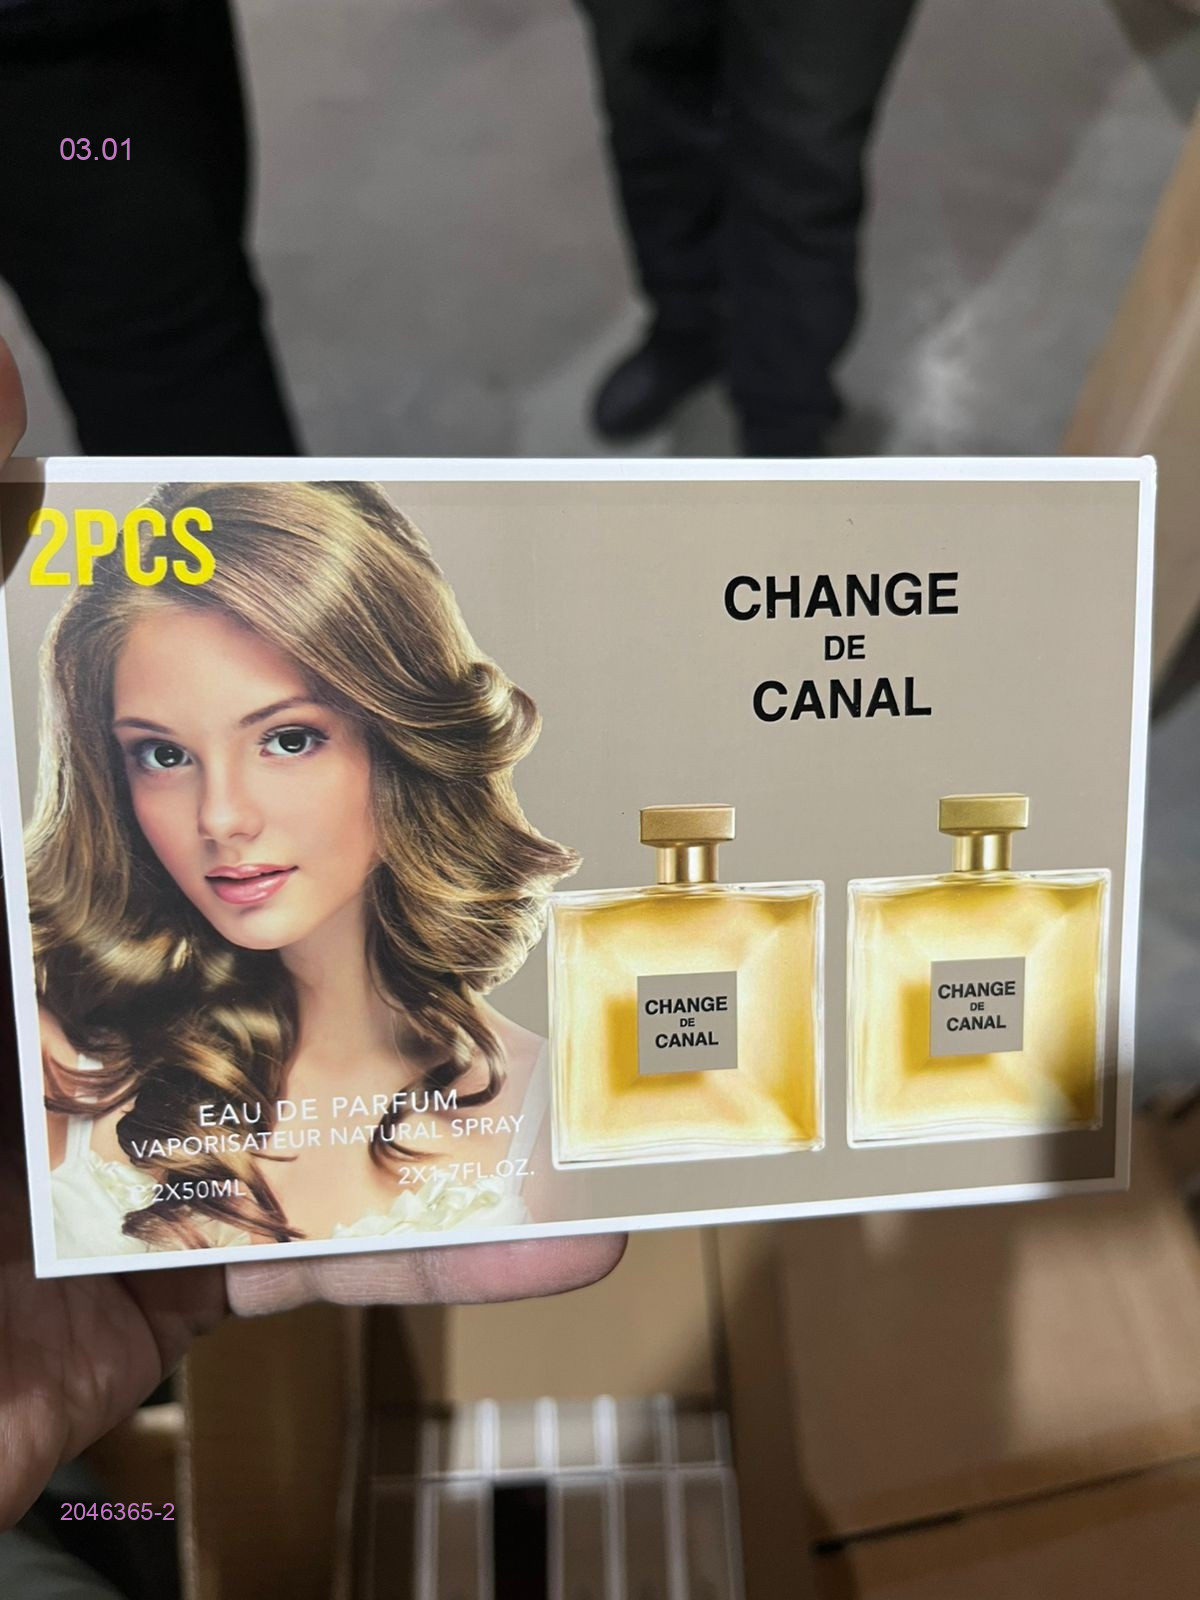 03.01
2PCS
CHANGE
DE
CANAL
CHANGE
DE
CANAL
CHANGE
DE
CANAL
EAU DE PARFUM
VAPORISATEUR NATURAL SPRAY
2X1.7FL.OZ.
℮2X50ML
2046365-2